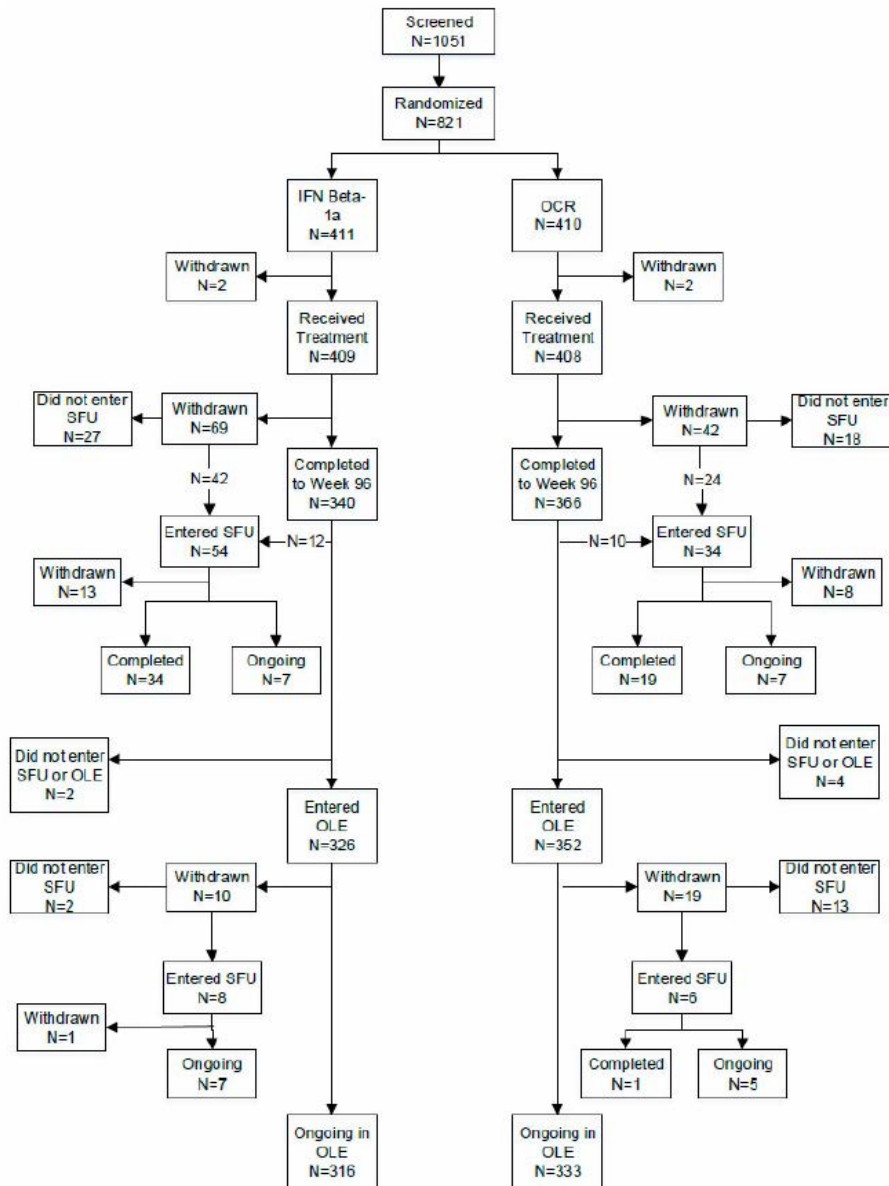 Screened
N=1051
Randomized
N=821
IFN Beta-
1a
N=411
OCR
N=410
Withdrawn
N=2
Withdrawn
N=2
Received
Treatment
N=409
Received
Treatment
N=408
Did not enter
SFU
N=27
Withdrawn
N=69
Withdrawn
N=42
Did not enter
SFU
N=18
N=42
Completed
to Week 96
N=340
Completed
to Week 96
N=366
N=24
Entered SFU
N=54
N=12
N=10
Entered SFU
N=34
Withdrawn
N=13
Withdrawn
N=8
Completed
N=34
Ongoing
N=7
Completed
N=19
Ongoing
N=7
Did not enter
SFU or OLE
N=2
Did not enter
SFU or OLE
N=4
Entered
OLE
N=326
Entered
OLE
N=352
Did not enter
SFU
N=2
Withdrawn
N=10
Withdrawn
N=19
Did not enter
SFU
N=13
Entered SFU
N=8
Entered SFU
N=6
Withdrawn
N=1
Ongoing
N=7
Completed
N=1
Ongoing
N=5
Ongoing in
OLE
N=316
Ongoing in
OLE
N=333